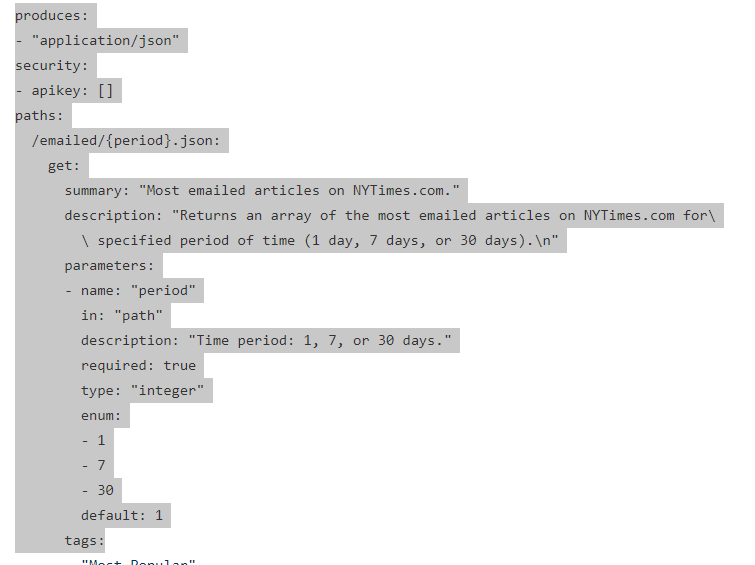 produces:
- "application/json"
security:
- apikey: []
paths:
  /emailed/{period}.json:
    get:
      summary: "Most emailed articles on NYTimes.com."
      description: "Returns an array of the most emailed articles on NYTimes.com for\
        \ specified period of time (1 day, 7 days, or 30 days).\n"
      parameters:
      - name: "period"
        in: "path"
        description: "Time period: 1, 7, or 30 days."
        required: true
        type: "integer"
        enum:
        - 1
        - 7
        - 30
        default: 1
      tags:
        "Most Popular"